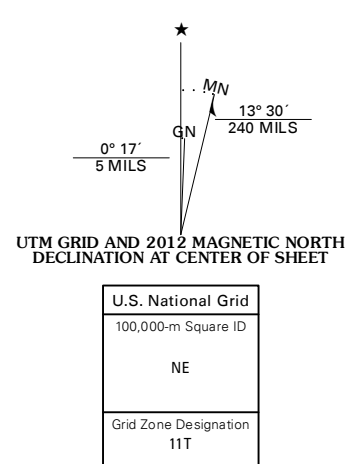 ★
MN
GN
13° 30´
240 MILS
0° 17´
5 MILS
UTM GRID AND 2012 MAGNETIC NORTH
DECLINATION AT CENTER OF SHEET
U.S. National Grid
100,000-m Square ID
NE
Grid Zone Designation
11T